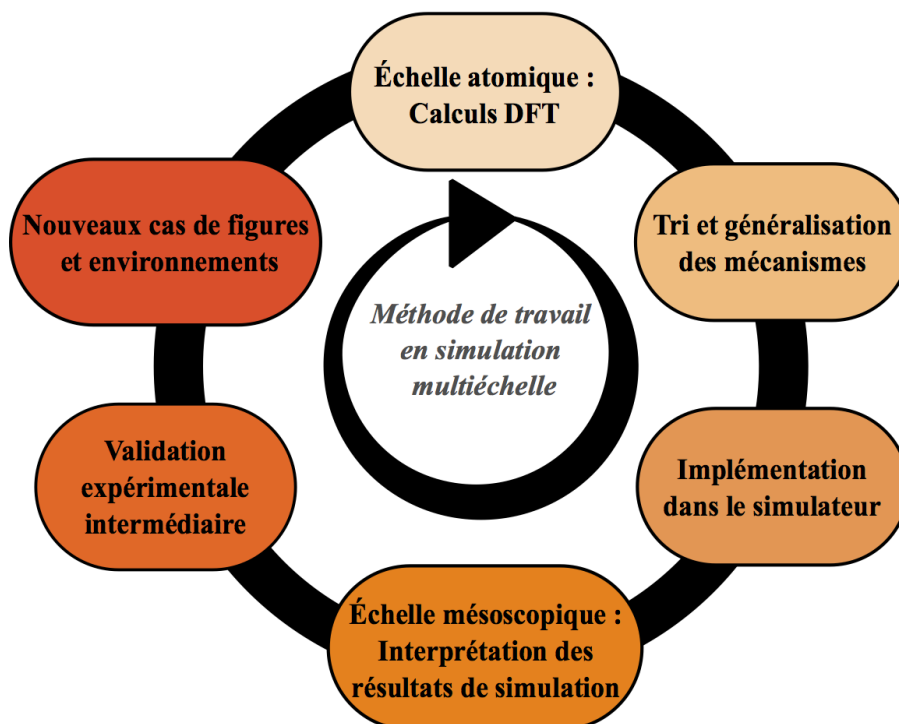 Échelle atomique :
Calculs DFT
Tri et généralisation
des mécanismes
Implémentation
dans le simulateur
Échelle mésoscopique :
Interprétation des
résultats de simulation
Validation
expérimentale
intermédiaire
Nouveaux cas de figures
et environnements
Méthode de travail
en simulation
multiéchelle